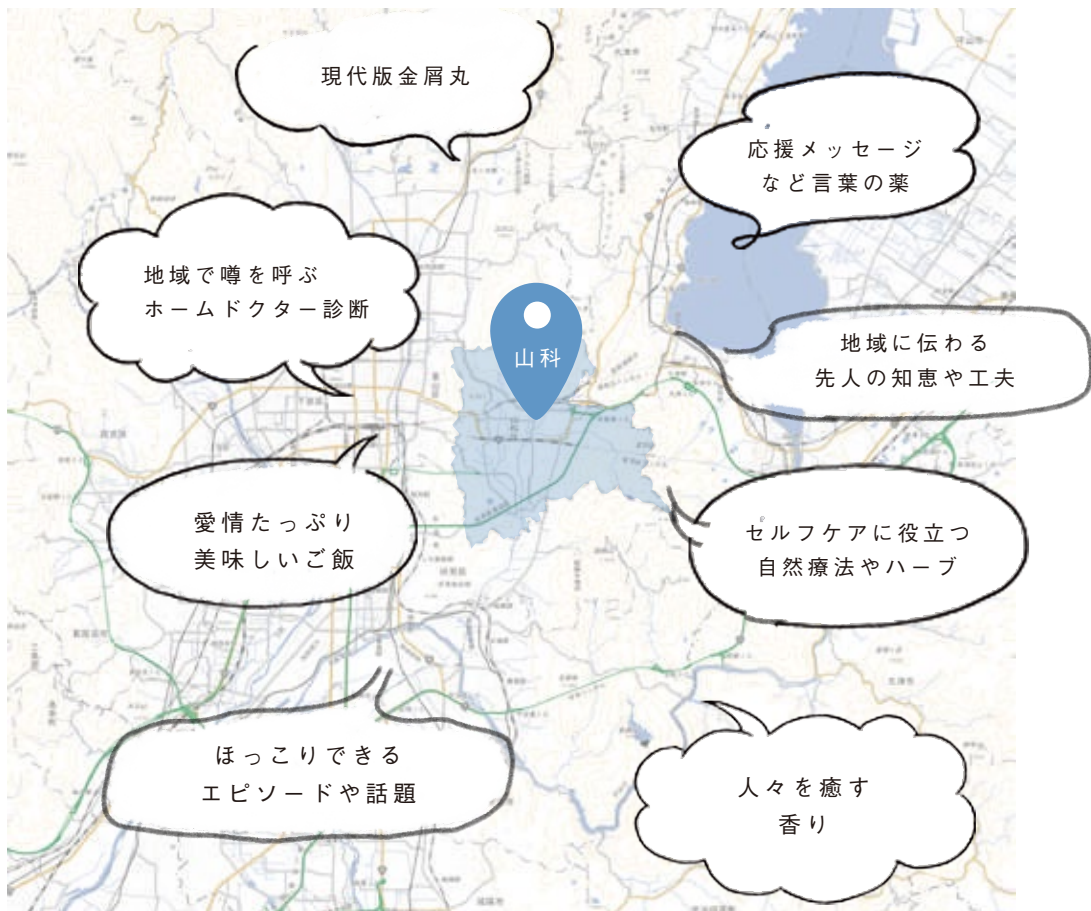 現代版金屑丸
応援メッセージ
など言葉の薬
地域で噂を呼ぶ
ホームドクター診断
山科
地域に伝わる
先人の知恵や工夫
愛情たっぷり
美味しいご飯
セルフケアに役立つ
自然療法やハーブ
ほっこりできる
エピソードや話題
人々を癒す
香り